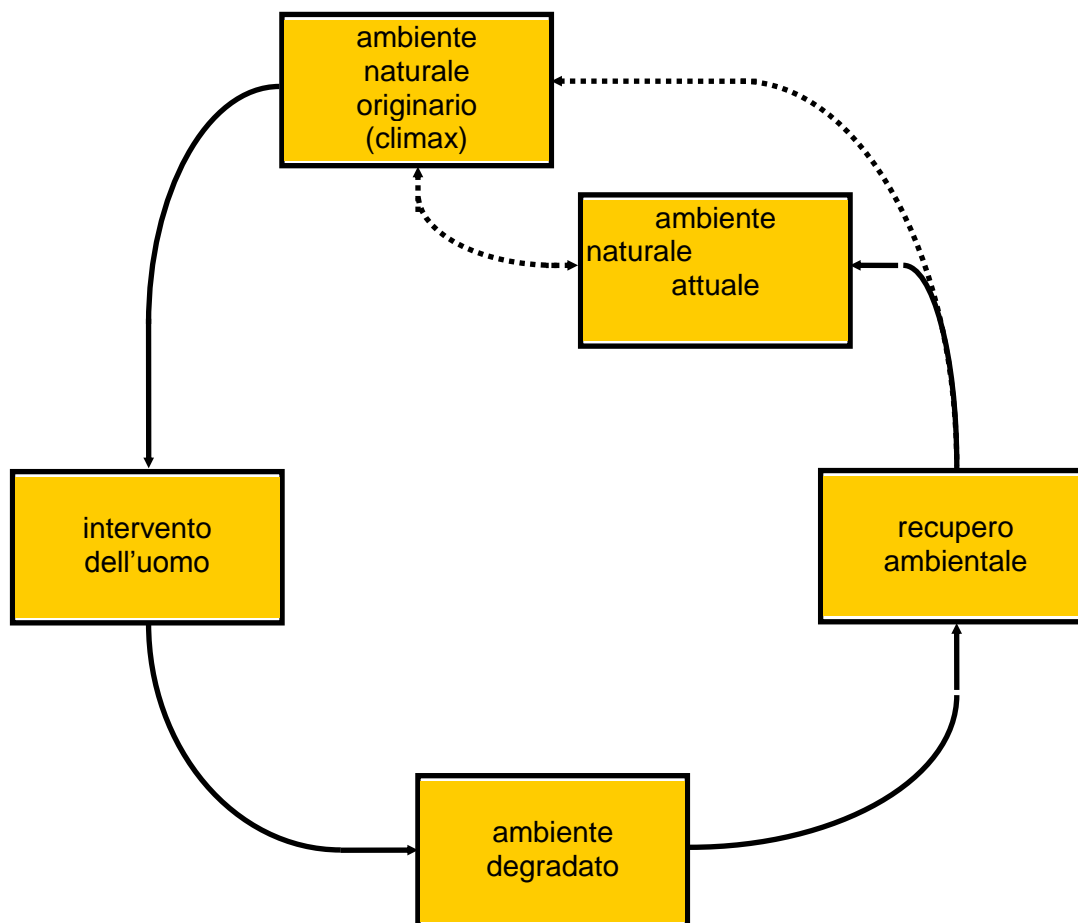 ambiente
naturale
originario
(climax)
ambiente
naturale
attuale
intervento
dell’uomo
recupero
ambientale
ambiente
degradato